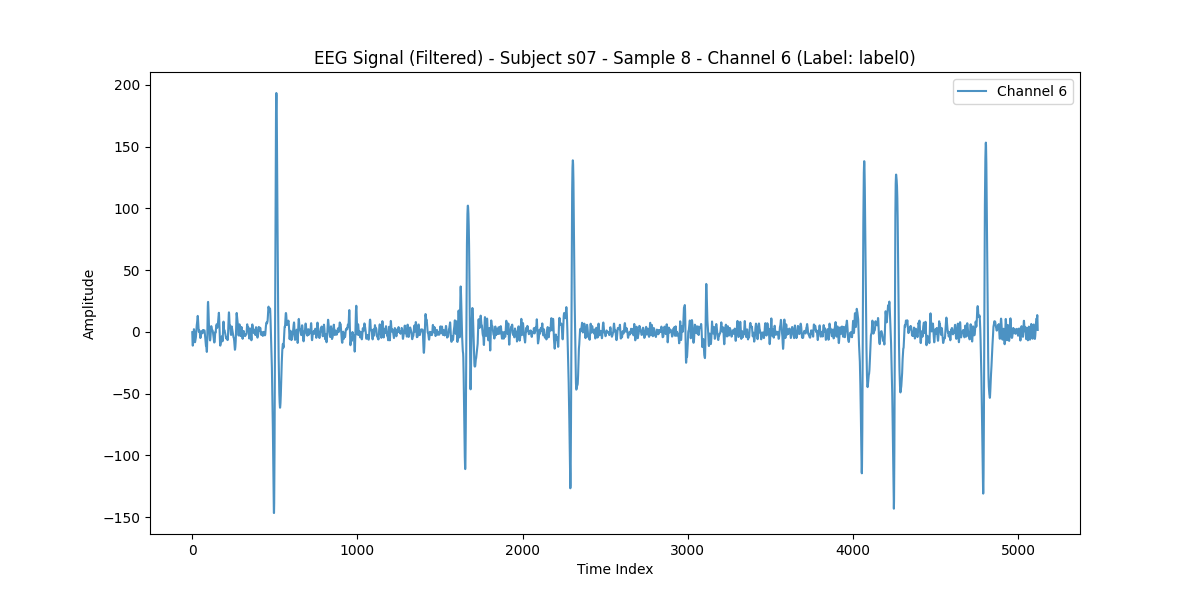 EEG Signal (Filtered) - Subject s07 - Sample 8 - Channel 6 (Label: label0)
Channel 6
200
150
100
50
0
−50
−100
−150
Amplitude
0 1000 2000 3000 4000 5000
Time Index